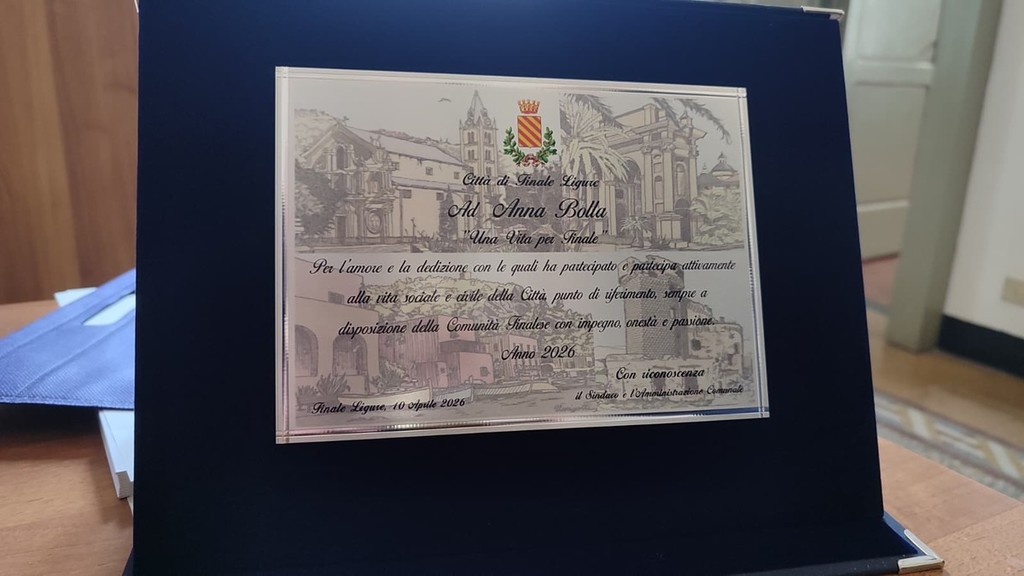 Città di Finale Ligure
Ad Anna Bolla
"Una Vita per Finale"
Per l'amore e la dedizione con le quali ha partecipato e partecipa attivamente
alla vita sociale e civile della Città, punto di riferimento, sempre a
disposizione della Comunità Finalese con impegno, onestà e passione.
Anno 2026
Con riconoscenza
il Sindaco e l'Amministrazione Comunale
Finale Ligure, 10 Aprile 2026